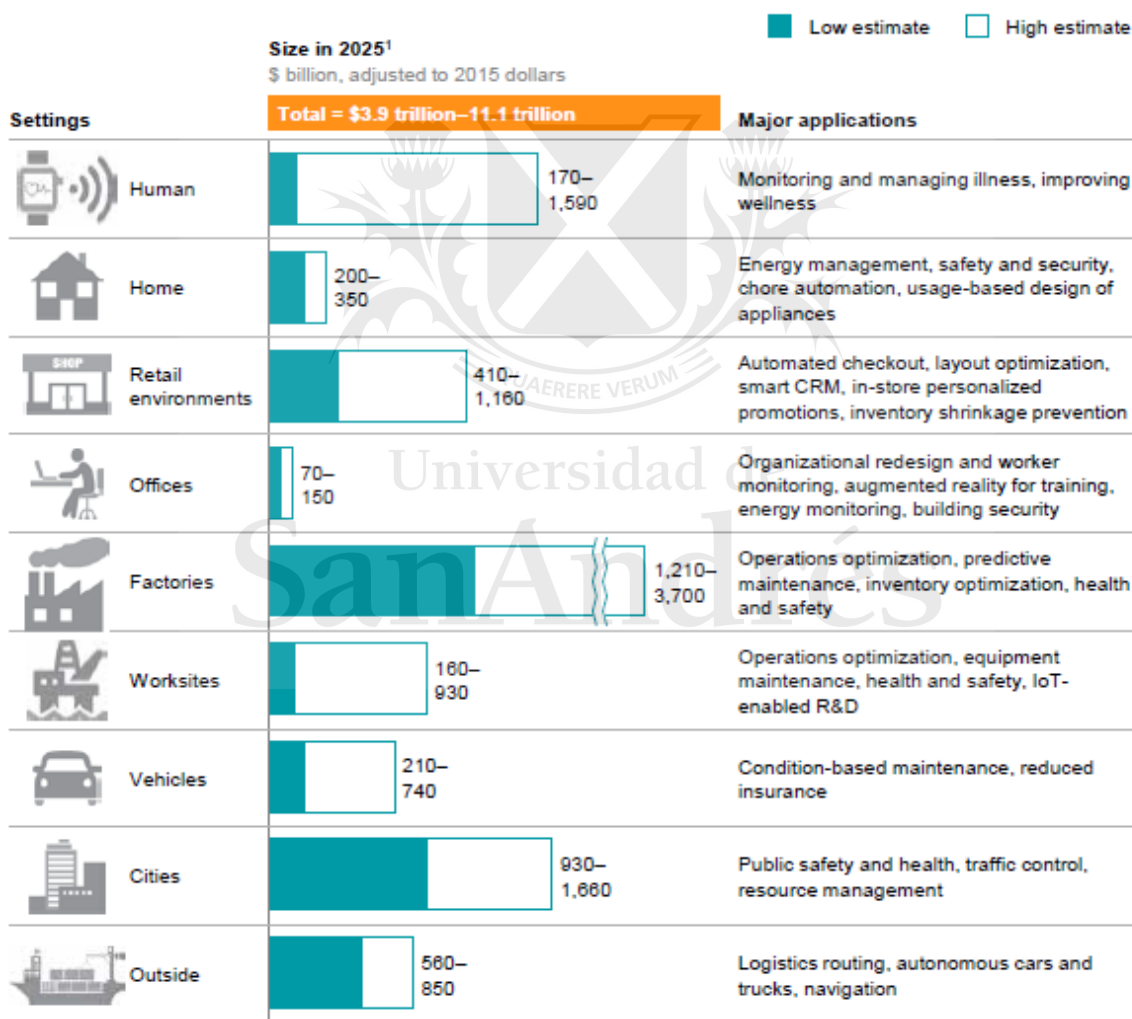 Low estimate
High estimate
Size in 2025¹
$ billion, adjusted to 2015 dollars
Settings
Total = $3.9 trillion–11.1 trillion
Major applications
Human
170–
1,590
Monitoring and managing illness, improving
wellness
Home
200–
350
Energy management, safety and security,
chore automation, usage-based design of
appliances
SHOP
Retail
environments
410–
1,160
Automated checkout, layout optimization,
smart CRM, in-store personalized
promotions, inventory shrinkage prevention
QUAERERE VERUM
Offices
70–
150
Organizational redesign and worker
monitoring, augmented reality for training,
energy monitoring, building security
Universidad de
SanAndrés
Factories
1,210–
3,700
Operations optimization, predictive
maintenance, inventory optimization, health
and safety
Worksites
160–
930
Operations optimization, equipment
maintenance, health and safety, IoT-
enabled R&D
Vehicles
210–
740
Condition-based maintenance, reduced
insurance
Cities
930–
1,660
Public safety and health, traffic control,
resource management
Outside
560–
850
Logistics routing, autonomous cars and
trucks, navigation